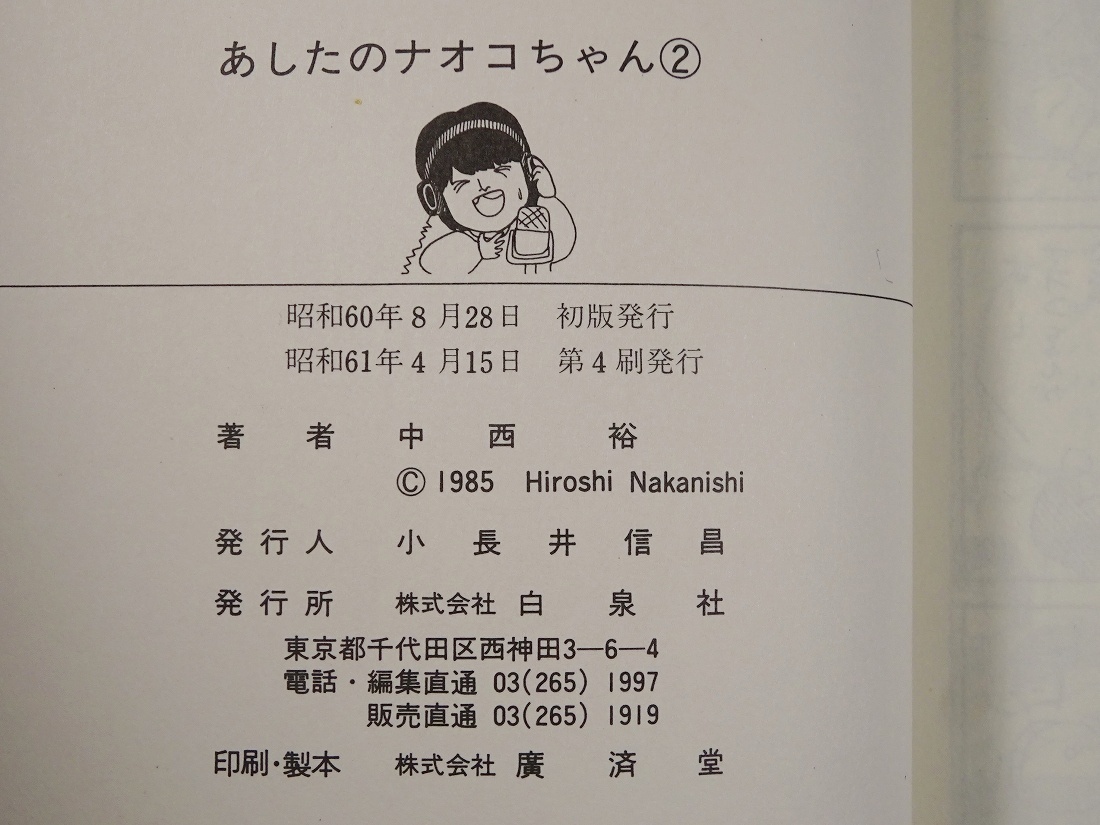 あしたのナオコちゃん②
昭和60年8月28日 初版発行
昭和61年4月15日 第4刷発行
著者 中西裕
©1985 Hiroshi Nakanishi
発行人 小長井信昌
発行所 株式会社 白泉社
東京都千代田区西神田3—6—4
電話・編集直通 03(265) 1997
販売直通 03(265) 1919
印刷・製本 株式会社 廣済堂